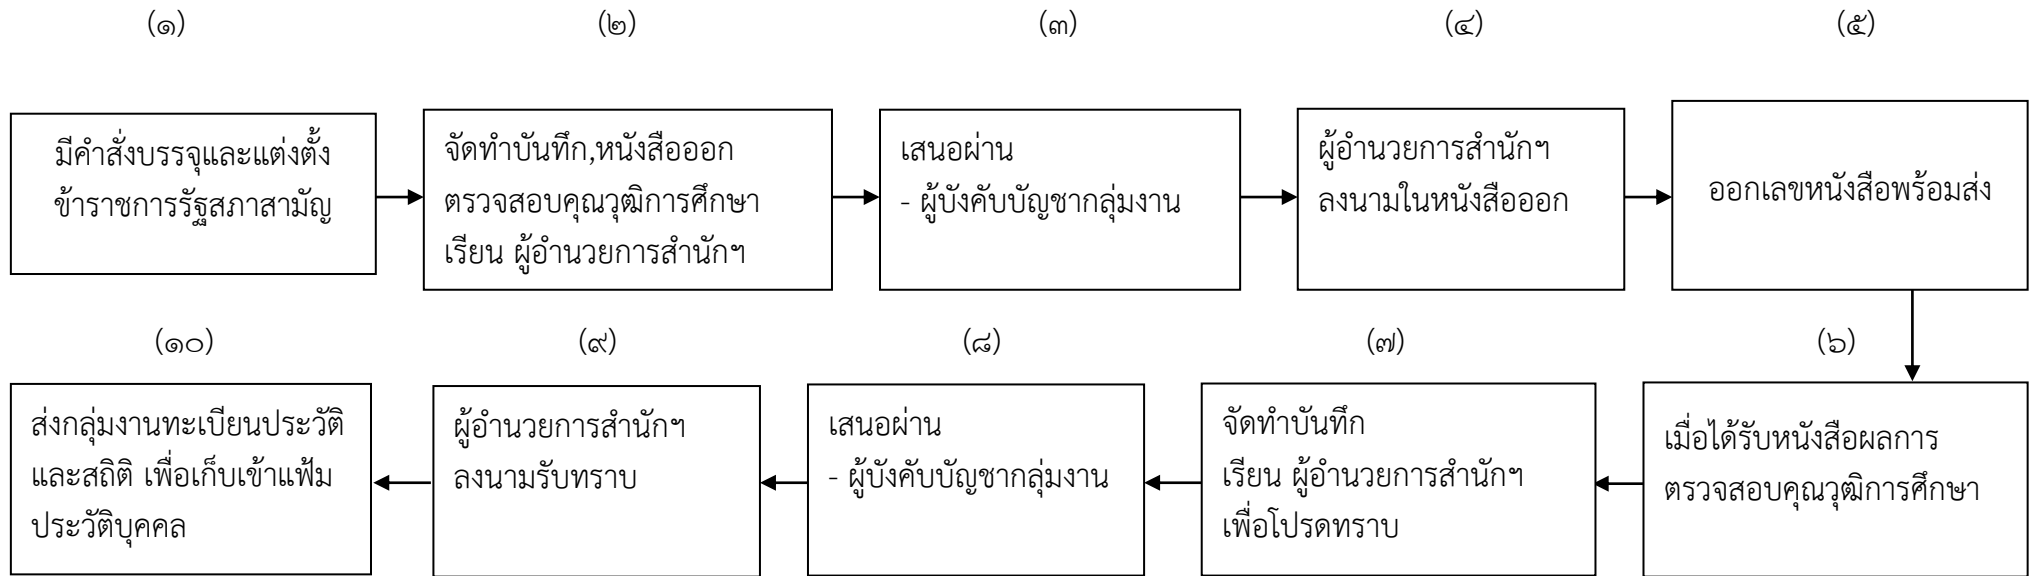 (๑)
มีคำสั่งบรรจุและแต่งตั้ง
ข้าราชการรัฐสภาสามัญ
(๒)
จัดทำบันทึก,หนังสือออก
ตรวจสอบคุณวุฒิการศึกษา
เรียน ผู้อำนวยการสำนักฯ
(๓)
เสนอผ่าน
- ผู้บังคับบัญชากลุ่มงาน
(๔)
ผู้อำนวยการสำนักฯ
ลงนามในหนังสือออก
(๕)
ออกเลขหนังสือพร้อมส่ง
(๖)
เมื่อได้รับหนังสือผลการ
ตรวจสอบคุณวุฒิการศึกษา
(๗)
จัดทำบันทึก
เรียน ผู้อำนวยการสำนักฯ
เพื่อโปรดทราบ
(๘)
เสนอผ่าน
- ผู้บังคับบัญชากลุ่มงาน
(๙)
ผู้อำนวยการสำนักฯ
ลงนามรับทราบ
(๑๐)
ส่งกลุ่มงานทะเบียนประวัติ
และสถิติ เพื่อเก็บเข้าแฟ้ม
ประวัติบุคคล